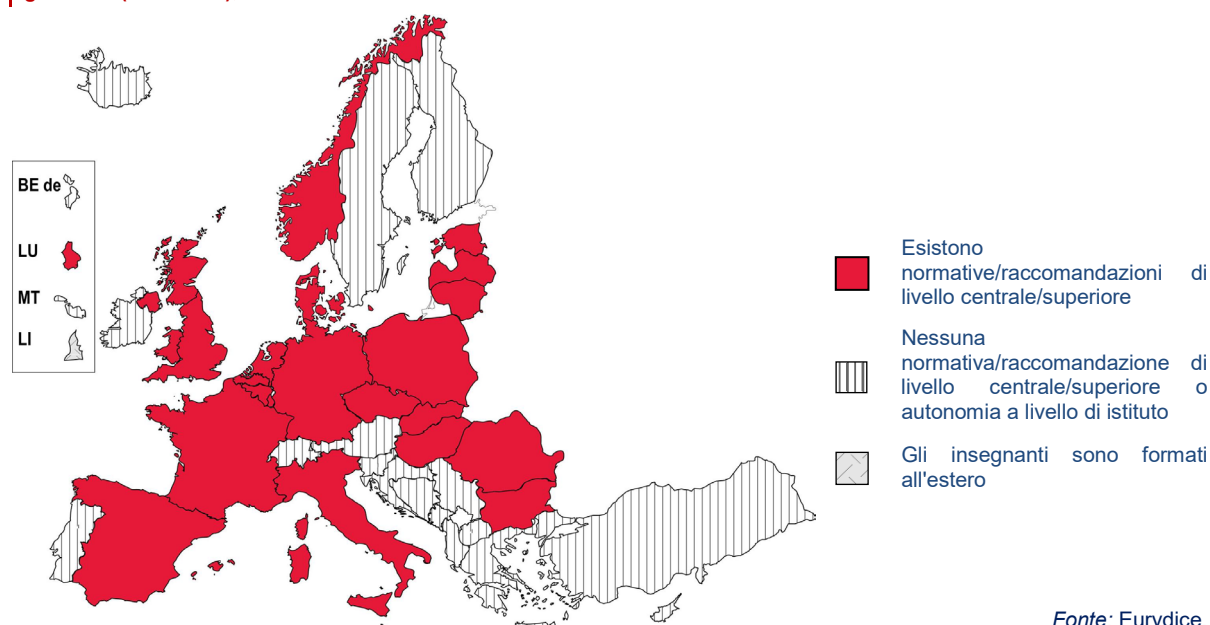 BE de
LU
MT
LI
Esistono
normative/raccomandazioni di
livello centrale/superiore
Nessuna
normativa/raccomandazione di
livello centrale/superiore o
autonomia a livello di istituto
Gli insegnanti sono formati
all'estero
Fonte: Eurydice